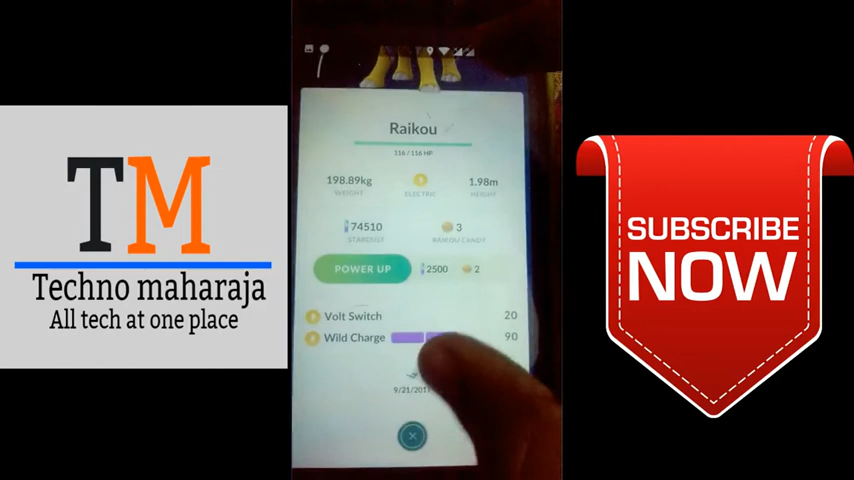 TM
Techno maharaja
All tech at one place
Raikou
116 / 116 HP
198.89kg
WEIGHT
ELECTRIC
1.98m
HEIGHT
74510
STARDUST
3
RAIKOU CANDY
POWER UP
2500
2
Volt Switch
20
Wild Charge
90
SUBSCRIBE
NOW